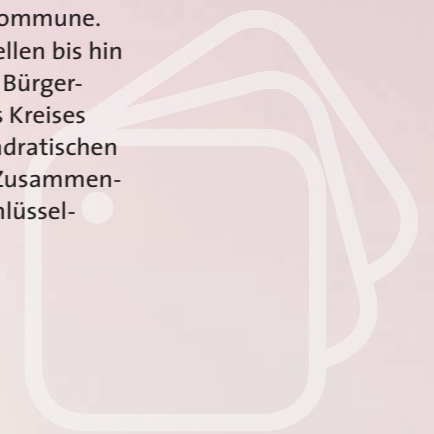 ommune.
ellen bis hin
Bürger-
s Kreises
dratischen
Zusammen-
hlüssel-